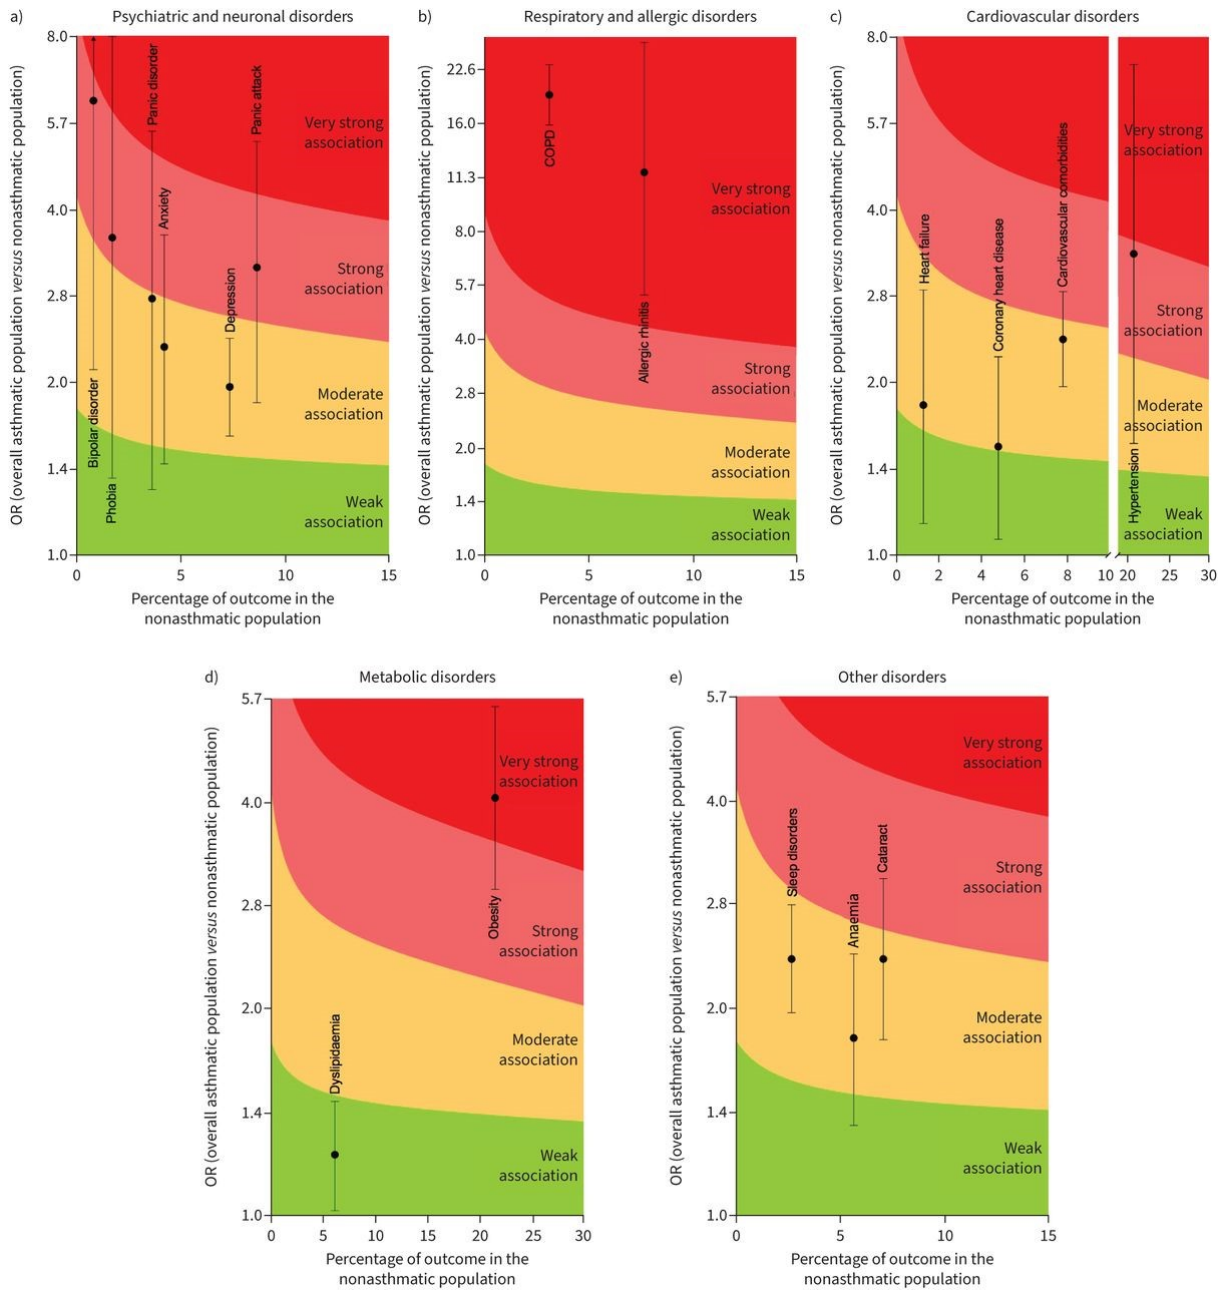 a)
Psychiatric and neuronal disorders
OR (overall asthmatic population versus nonasthmatic population)
8.0
5.7
4.0
2.8
2.0
1.4
1.0
Bipolar disorder
Phobia
Panic disorder
Anxiety
Depression
Panic attack
Very strong
association
Strong
association
Moderate
association
Weak
association
0
5
10
15
Percentage of outcome in the
nonasthmatic population
b)
Respiratory and allergic disorders
OR (overall asthmatic population versus nonasthmatic population)
22.6
16.0
11.3
8.0
5.7
4.0
2.8
2.0
1.4
1.0
COPD
Allergic rhinitis
Very strong
association
Strong
association
Moderate
association
Weak
association
0
5
10
15
Percentage of outcome in the
nonasthmatic population
c)
Cardiovascular disorders
OR (overall asthmatic population versus nonasthmatic population)
8.0
5.7
4.0
2.8
2.0
1.4
1.0
Heart failure
Coronary heart disease
Cardiovascular comorbidities
Hypertension
Very strong
association
Strong
association
Moderate
association
Weak
association
0
2
4
6
8
10
20
25
30
Percentage of outcome in the
nonasthmatic population
d)
Metabolic disorders
OR (overall asthmatic population versus nonasthmatic population)
5.7
4.0
2.8
2.0
1.4
1.0
Dyslipidaemia
Obesity
Very strong
association
Strong
association
Moderate
association
Weak
association
0
5
10
15
20
25
30
Percentage of outcome in the
nonasthmatic population
e)
Other disorders
OR (overall asthmatic population versus nonasthmatic population)
5.7
4.0
2.8
2.0
1.4
1.0
Sleep disorders
Anaemia
Cataract
Very strong
association
Strong
association
Moderate
association
Weak
association
0
5
10
15
Percentage of outcome in the
nonasthmatic population